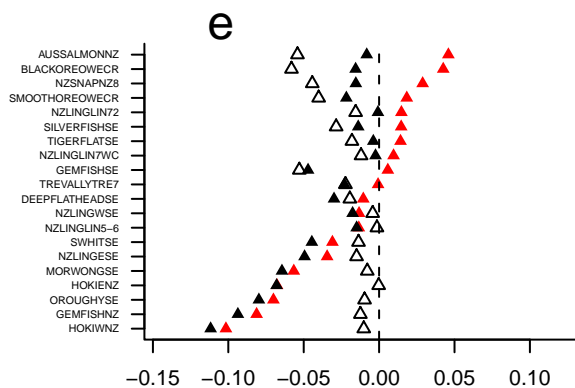 e
AUSSALMONNZ
BLACKOREOWECR
NZSNAPNZ8
SMOOTHOREOWECR
NZLINGLIN72
SILVERFISHSE
TIGERFLATSE
NZLINGLIN7WC
GEMFISHSE
TREVALLYTRE7
DEEPFLATHEADSE
NZLINGWSE
NZLINGLIN5-6
SWHITSE
NZLINGESE
MORWONGSE
HOKIENZ
OROUGHYSE
GEMFISHNZ
HOKIWNZ
−0.15 −0.10 −0.05 0.00 0.05 0.10